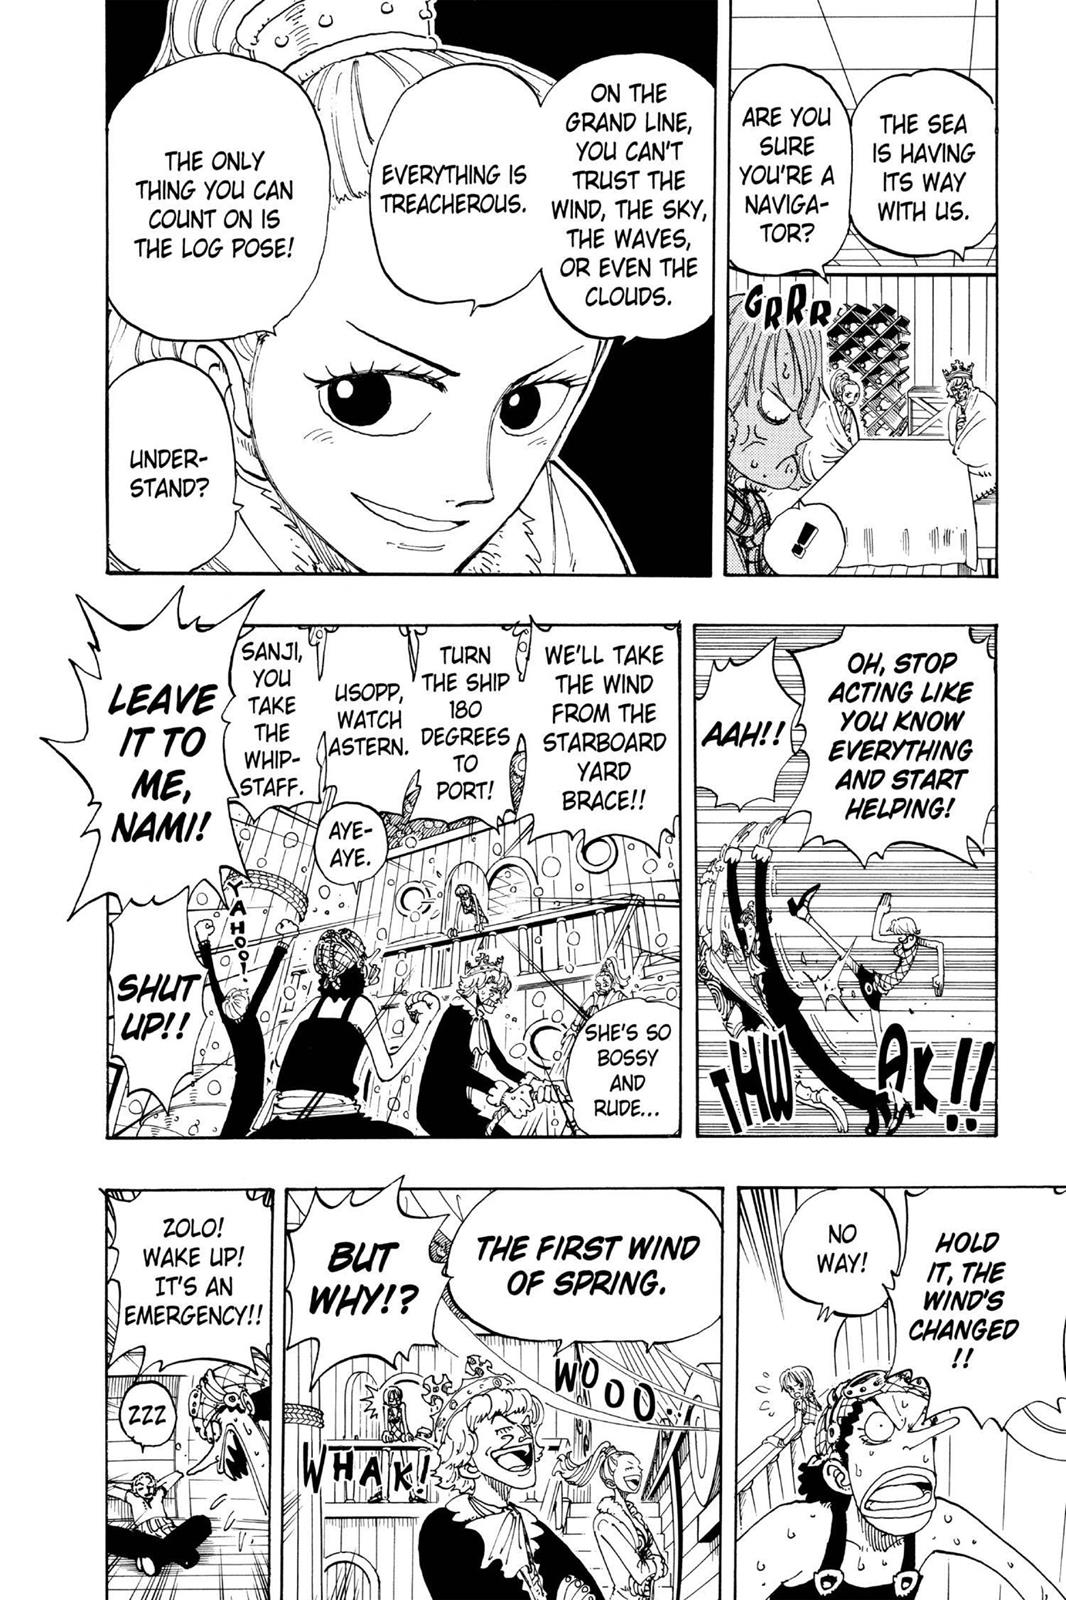 THE SEA
IS HAVING
ITS WAY
WITH US.
ARE YOU
SURE
YOU'RE A
NAVIGA-
TOR?
GRRR
!
ON THE
GRAND LINE,
YOU CAN'T
TRUST THE
WIND, THE SKY,
THE WAVES,
OR EVEN THE
CLOUDS.
EVERYTHING IS
TREACHEROUS.
THE ONLY
THING YOU CAN
COUNT ON IS
THE LOG POSE!
UNDER-
STAND?
OH, STOP
ACTING LIKE
YOU KNOW
EVERYTHING
AND START
HELPING!
AAH!!
THWAK!!
WE'LL TAKE
THE WIND
FROM THE
STARBOARD
YARD
BRACE!!
TURN
THE SHIP
180
DEGREES
TO
PORT!
USOPP,
WATCH
ASTERN.
AYE-
AYE.
SANJI,
YOU
TAKE
THE
WHIP-
STAFF.
LEAVE
IT TO
ME,
NAMI!
YAHOO!
SHUT
UP!!
SHE'S SO
BOSSY
AND
RUDE...
HOLD
IT, THE
WIND'S
CHANGED
!!
NO
WAY!
THE FIRST WIND
OF SPRING.
WOOO
BUT
WHY!?
WHAK!
ZOLO!
WAKE UP!
IT'S AN
EMERGENCY!!
ZZZ